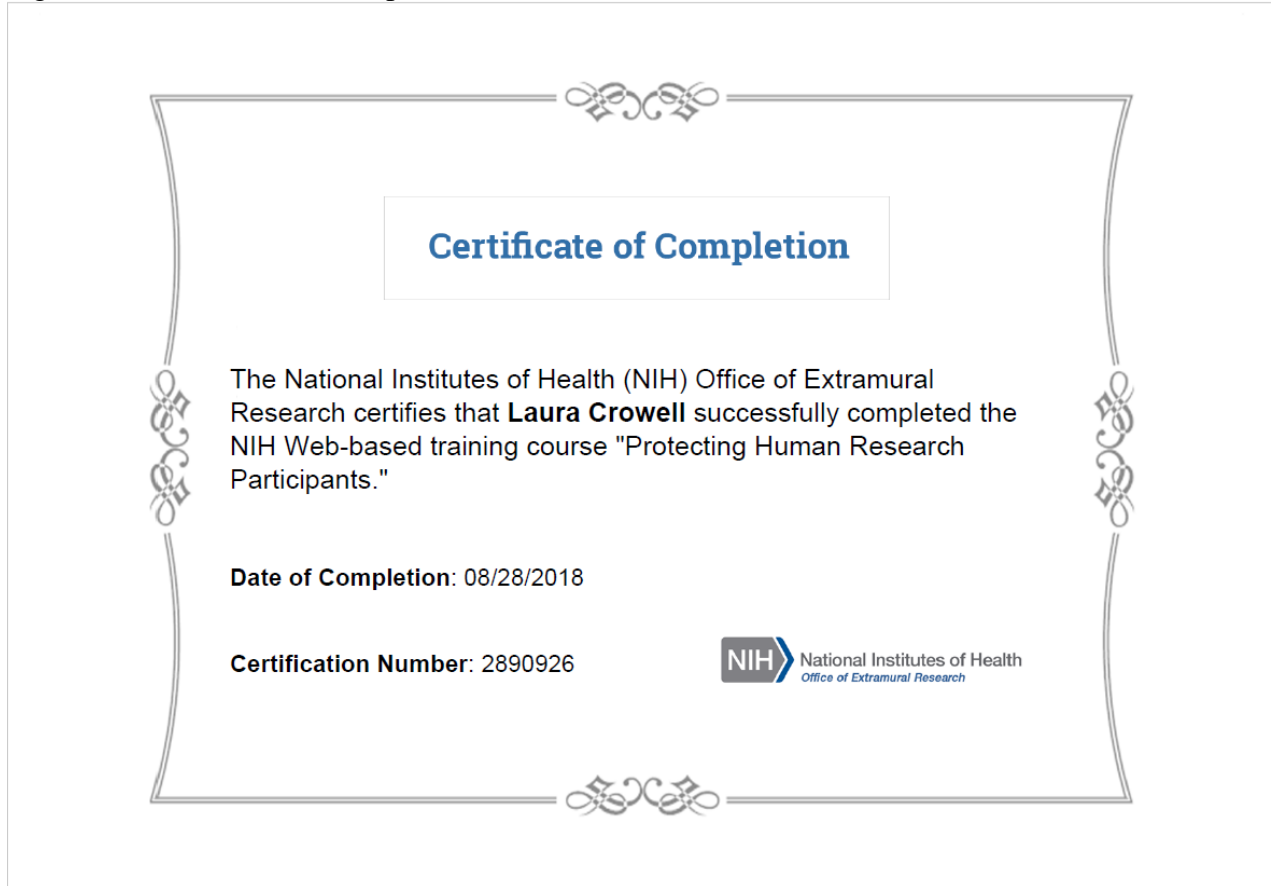 Certificate of Completion
The National Institutes of Health (NIH) Office of Extramural
Research certifies that Laura Crowell successfully completed the
NIH Web-based training course "Protecting Human Research
Participants."
Date of Completion: 08/28/2018
Certification Number: 2890926
NIH National Institutes of Health
Office of Extramural Research